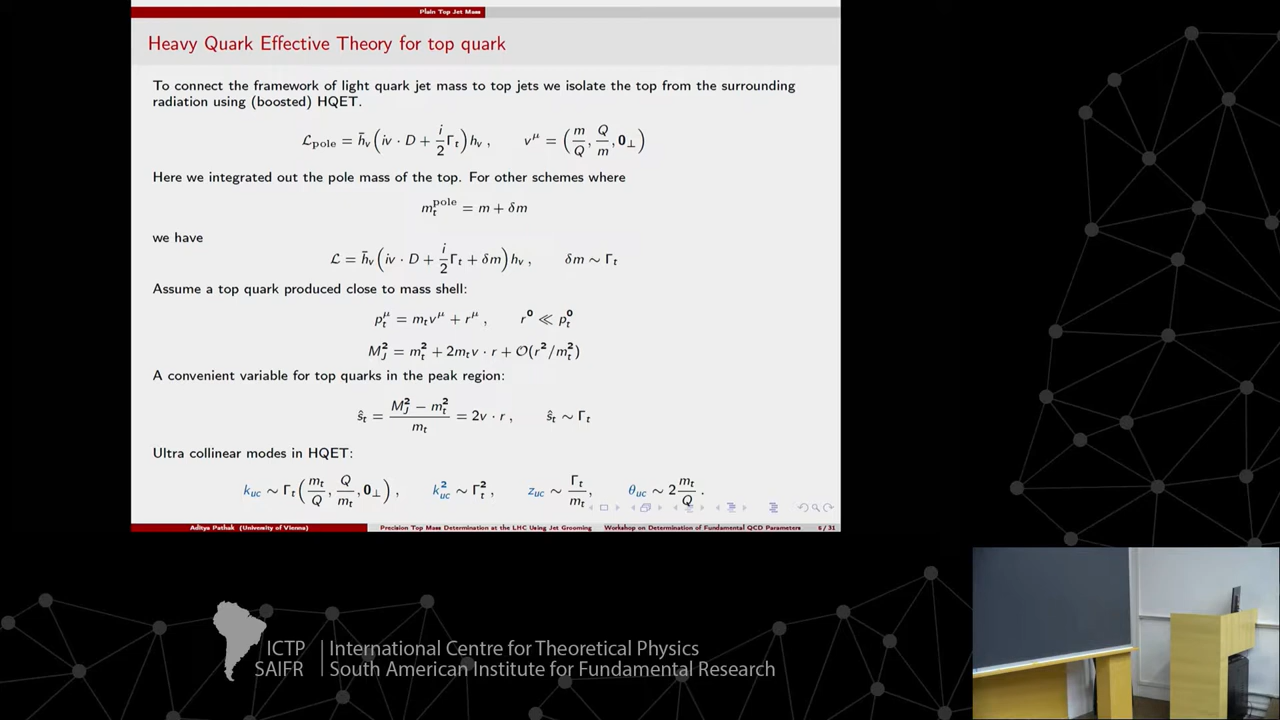 Plain Top Jet Mass
Heavy Quark Effective Theory for top quark
To connect the framework of light quark jet mass to top jets we isolate the top from the surrounding
radiation using (boosted) HQET.
ℒ_pole = h̄_v (iv · D + i/2 Γ_t) h_v , v^μ = (m/Q, Q/m, 0_⊥)
Here we integrated out the pole mass of the top. For other schemes where
m_t^pole = m + δm
we have
ℒ = h̄_v (iv · D + i/2 Γ_t + δm) h_v , δm ∼ Γ_t
Assume a top quark produced close to mass shell:
p_t^μ = m_t v^μ + r^μ , r^0 ≪ p_t^0
M_J^2 = m_t^2 + 2m_t v · r + 𝒪(r^2/m_t^2)
A convenient variable for top quarks in the peak region:
ŝ_t = (M_J^2 − m_t^2)/m_t = 2v · r , ŝ_t ∼ Γ_t
Ultra collinear modes in HQET:
k_uc ∼ Γ_t (m_t/Q, Q/m_t, 0_⊥) , k_uc^2 ∼ Γ_t^2 , z_uc ∼ Γ_t/m_t , θ_uc ∼ 2 m_t/Q .
Aditya Pathak (University of Vienna) Precision Top Mass Determination at the LHC Using Jet Grooming Workshop on Determination of Fundamental QCD Parameters 6 / 31
ICTP International Centre for Theoretical Physics
SAIFR South American Institute for Fundamental Research